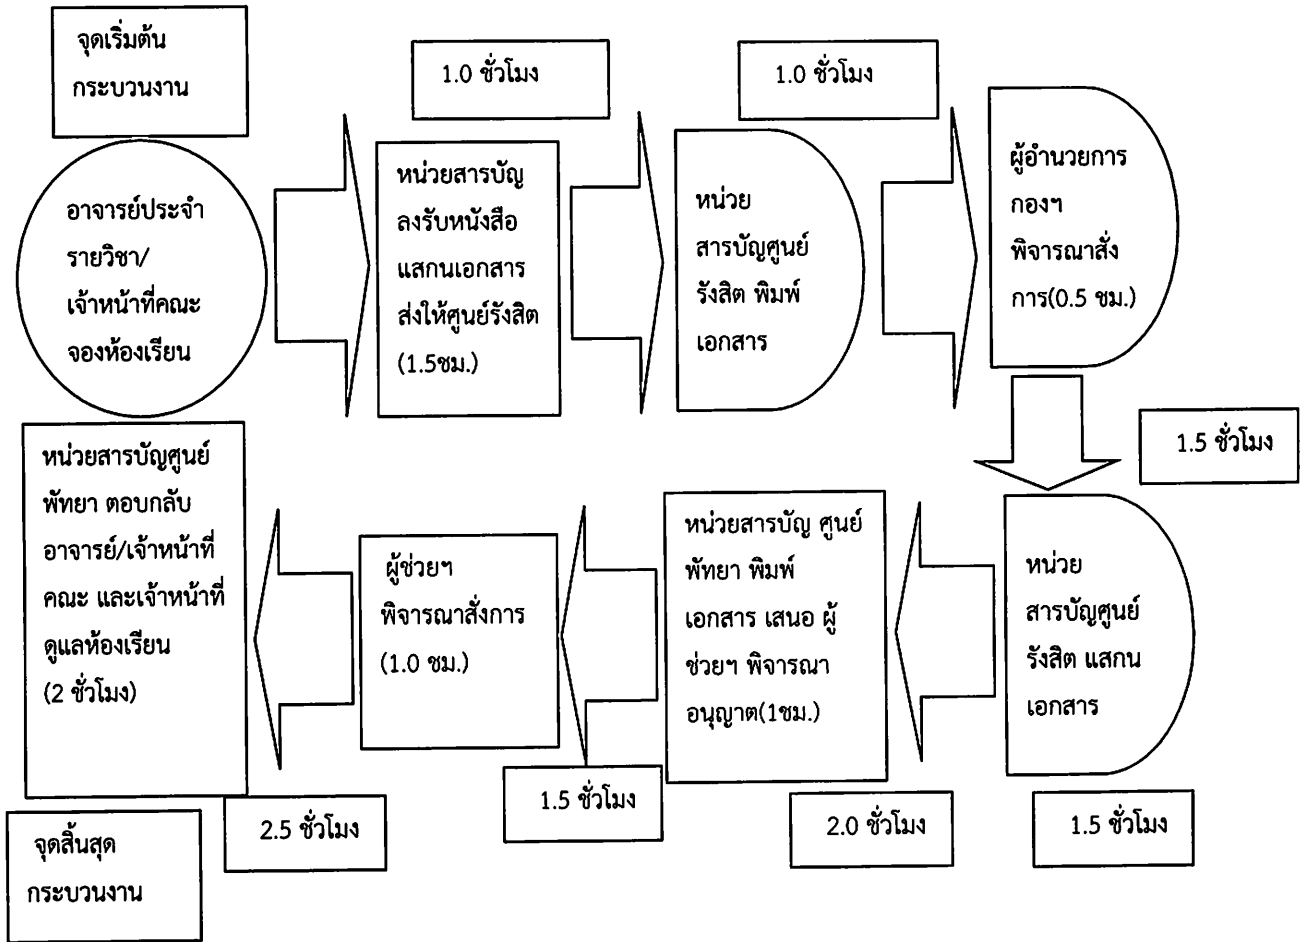 จุดเริ่มต้น
กระบวนงาน
1.0 ชั่วโมง
1.0 ชั่วโมง
อาจารย์ประจำ
รายวิชา/
เจ้าหน้าที่คณะ
จองห้องเรียน
หน่วยสารบัญ
ลงรับหนังสือ
แสกนเอกสาร
ส่งให้ศูนย์รังสิต
(1.5ชม.)
หน่วย
สารบัญศูนย์
รังสิต พิมพ์
เอกสาร
ผู้อำนวยการ
กองฯ
พิจารณาสั่ง
การ(0.5 ชม.)
1.5 ชั่วโมง
หน่วย
สารบัญศูนย์
รังสิต แสกน
เอกสาร
1.5 ชั่วโมง
2.0 ชั่วโมง
หน่วยสารบัญ ศูนย์
พัทยา พิมพ์
เอกสาร เสนอ ผู้
ช่วยฯ พิจารณา
อนุญาต(1ชม.)
1.5 ชั่วโมง
ผู้ช่วยฯ
พิจารณาสั่งการ
(1.0 ชม.)
2.5 ชั่วโมง
หน่วยสารบัญศูนย์
พัทยา ตอบกลับ
อาจารย์/เจ้าหน้าที่
คณะ และเจ้าหน้าที่
ดูแลห้องเรียน
(2 ชั่วโมง)
จุดสิ้นสุด
กระบวนงาน